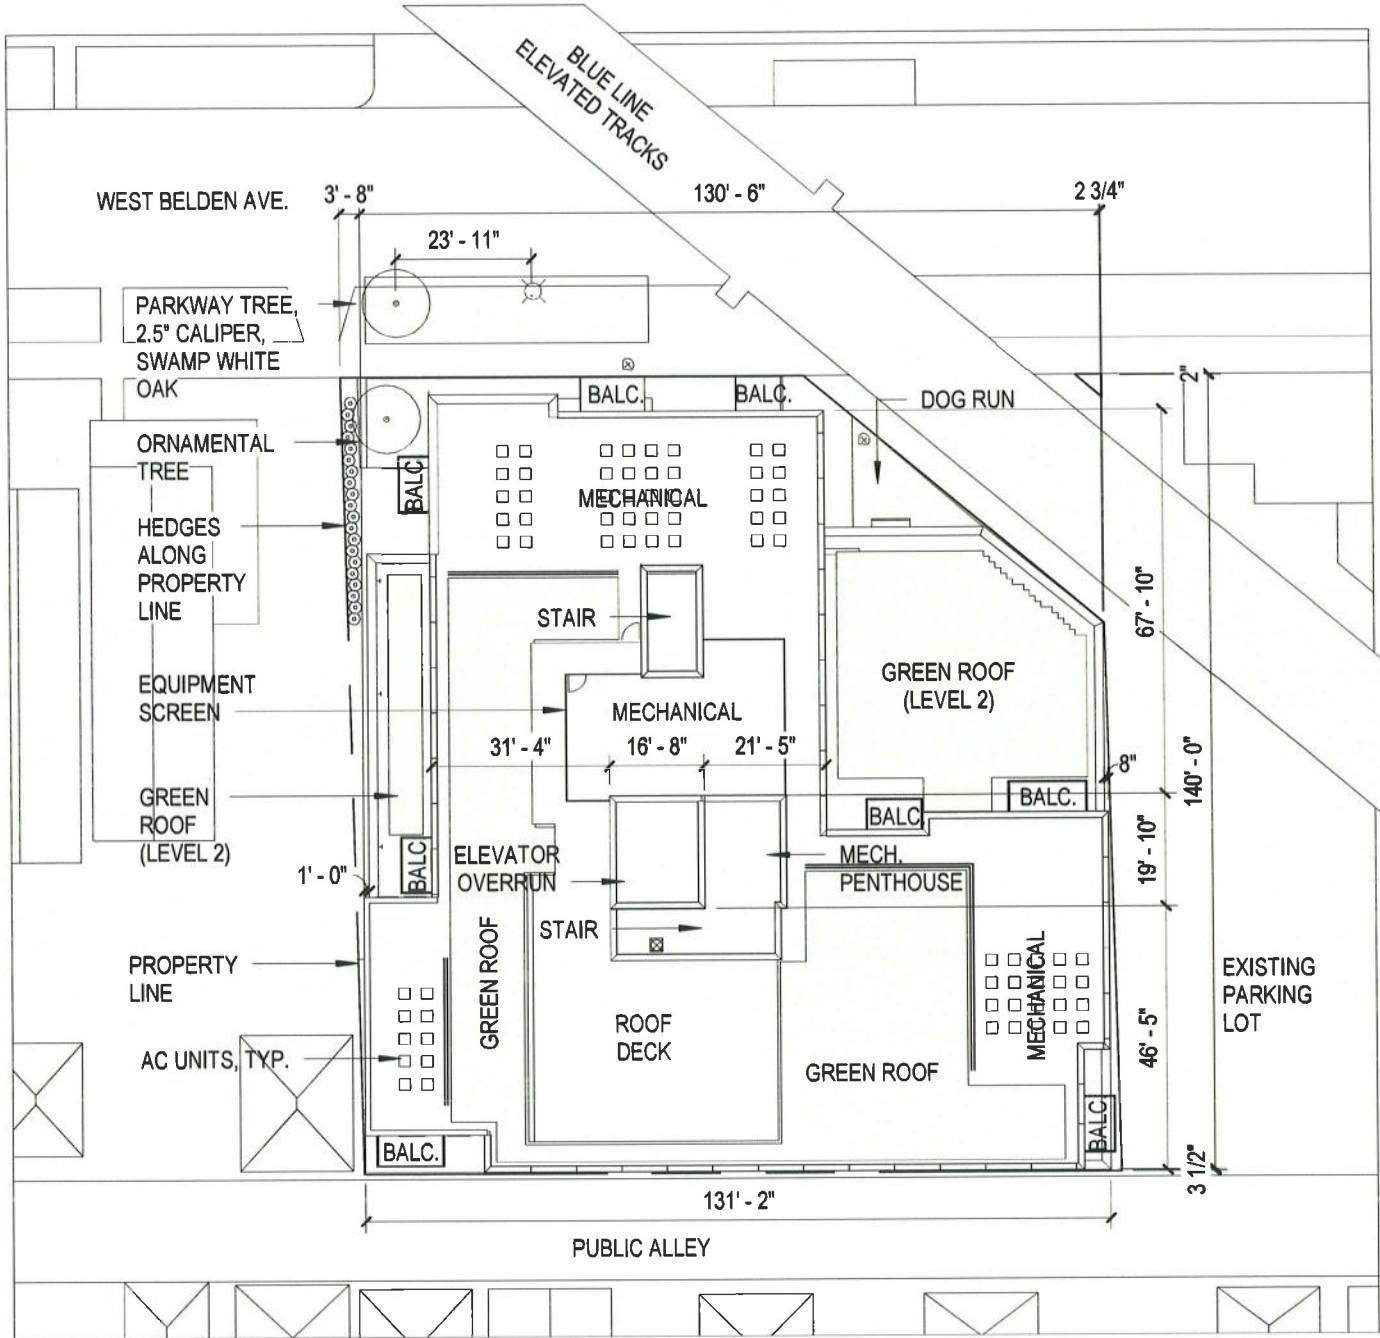 BLUE LINE
ELEVATED TRACKS
WEST BELDEN AVE.
3' - 8"
130' - 6"
2 3/4"
23' - 11"
PARKWAY TREE,
2.5" CALIPER,
SWAMP WHITE
OAK
2"
BALC.
BALC.
DOG RUN
ORNAMENTAL
TREE
BALC
MECHANICAL
HEDGES
ALONG
PROPERTY
LINE
STAIR
67' - 10"
GREEN ROOF
(LEVEL 2)
EQUIPMENT
SCREEN
MECHANICAL
31' - 4"
16' - 8"
21' - 5"
8"
140' - 0"
GREEN
ROOF
(LEVEL 2)
BALC.
BALC
BALC
ELEVATOR
OVERRUN
MECH.
PENTHOUSE
19' - 10"
1' - 0"
STAIR
GREEN ROOF
MECHANICAL
PROPERTY
LINE
EXISTING
PARKING
LOT
ROOF
DECK
46' - 5"
AC UNITS, TYP.
GREEN ROOF
BALC
BALC.
3 1/2"
131' - 2"
PUBLIC ALLEY